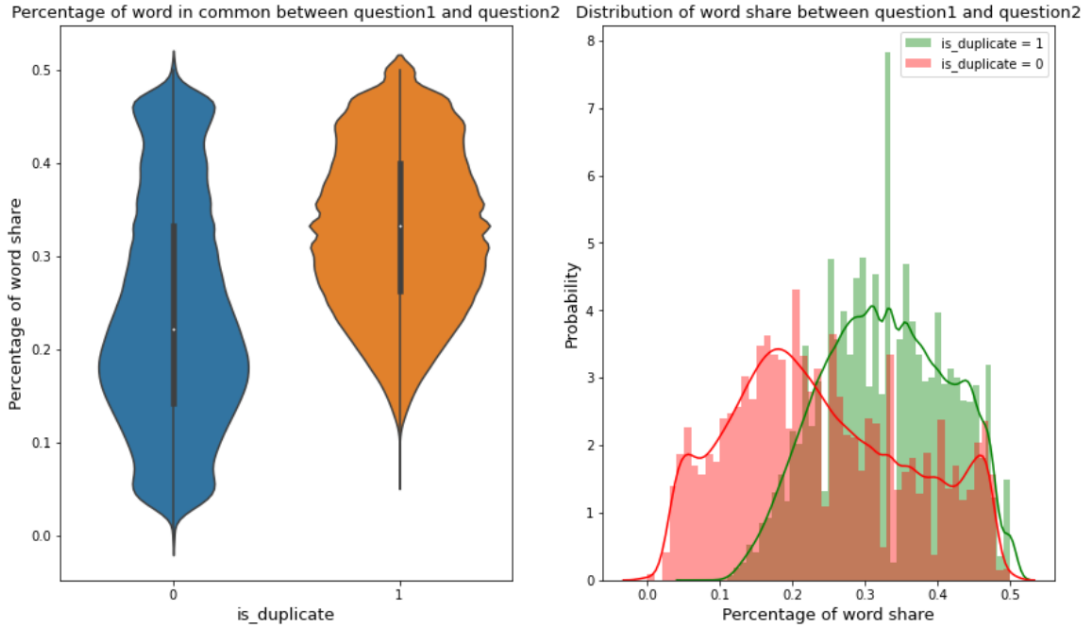 Percentage of word in common between question1 and question2
Percentage of word share
0.5
0.4
0.3
0.2
0.1
0.0
0
1
is_duplicate
Distribution of word share between question1 and question2
is_duplicate = 1
is_duplicate = 0
Probability
8
7
6
5
4
3
2
1
0
0.0
0.1
0.2
0.3
0.4
0.5
Percentage of word share